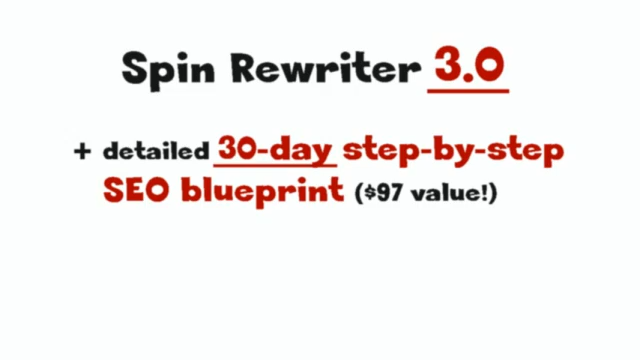 Spin Rewriter 3.0
+ detailed 30-day step-by-step
SEO blueprint ($97 value!)